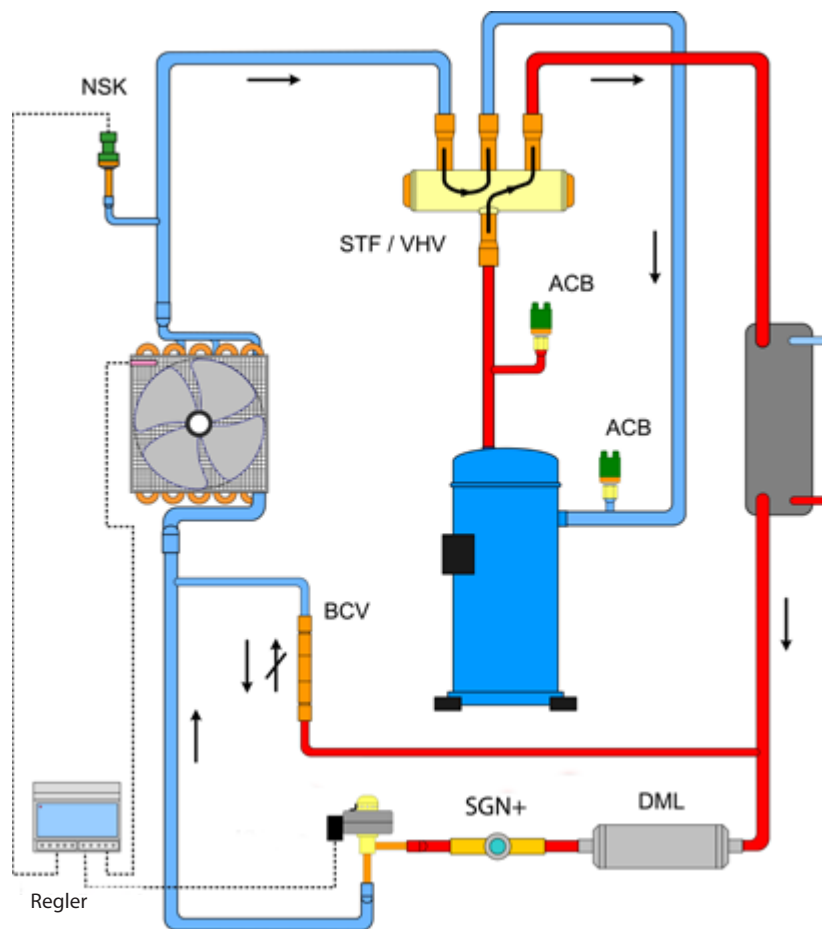 NSK
STF / VHV
ACB
ACB
BCV
SGN+
DML
Regler